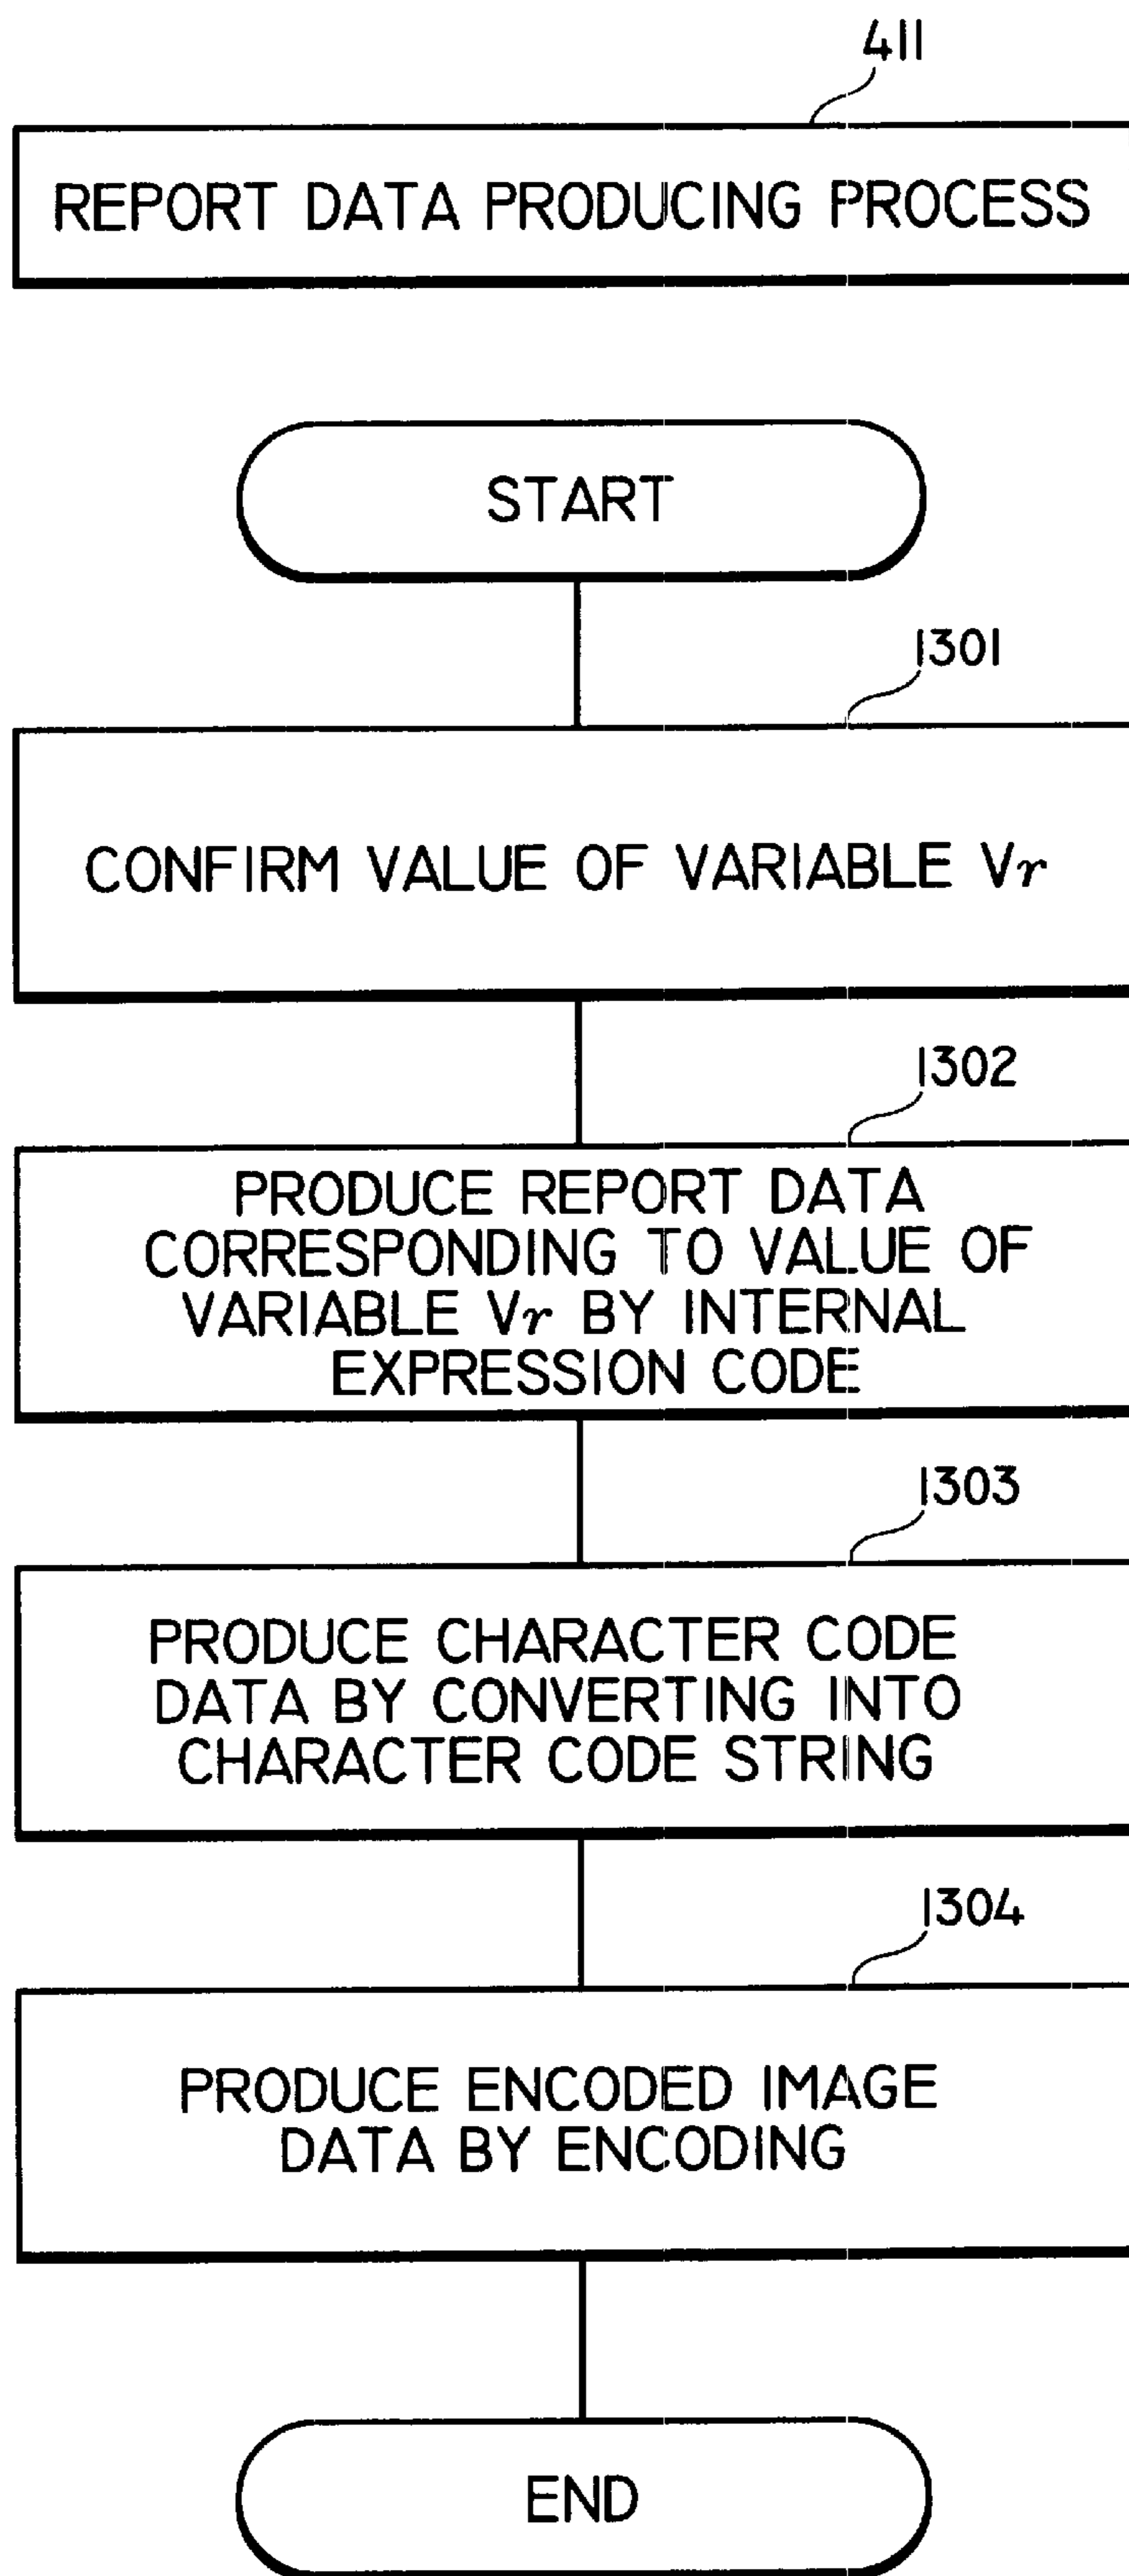 411
REPORT DATA PRODUCING PROCESS
START
1301
CONFIRM VALUE OF VARIABLE Vr
1302
PRODUCE REPORT DATA
CORRESPONDING TO VALUE OF
VARIABLE Vr BY INTERNAL
EXPRESSION CODE
1303
PRODUCE CHARACTER CODE
DATA BY CONVERTING INTO
CHARACTER CODE STRING
1304
PRODUCE ENCODED IMAGE
DATA BY ENCODING
END